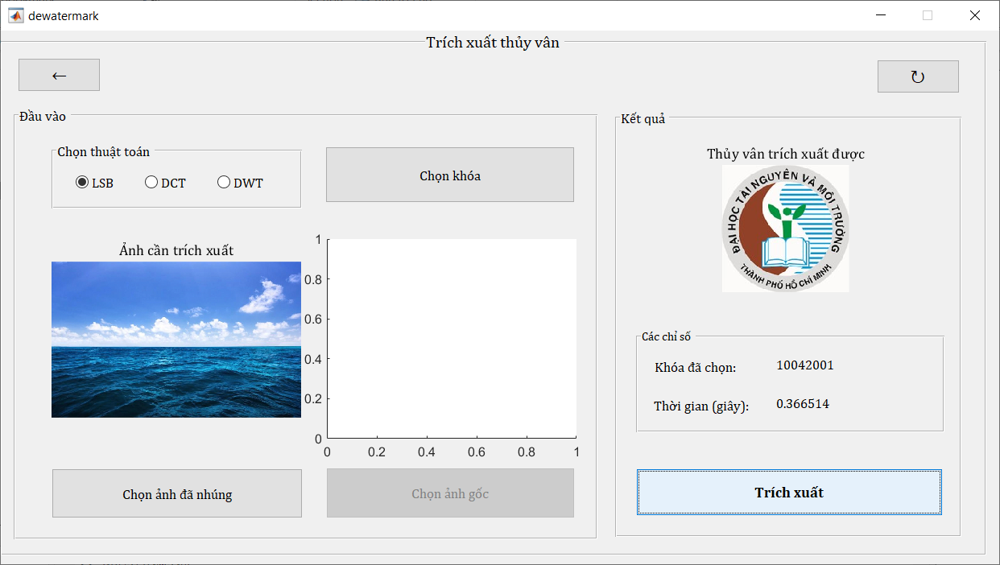 dewatermark
Trích xuất thủy vân
←
↻
Đầu vào
Chọn thuật toán
LSB
DCT
DWT
Chọn khóa
Ảnh cần trích xuất
1
0.8
0.6
0.4
0.2
0
0 0.2 0.4 0.6 0.8 1
Chọn ảnh đã nhúng
Chọn ảnh gốc
Kết quả
Thủy vân trích xuất được
ĐẠI HỌC TÀI NGUYÊN VÀ MÔI TRƯỜNG
THÀNH PHỐ HỒ CHÍ MINH
Các chỉ số
Khóa đã chọn: 10042001
Thời gian (giây): 0.366514
Trích xuất